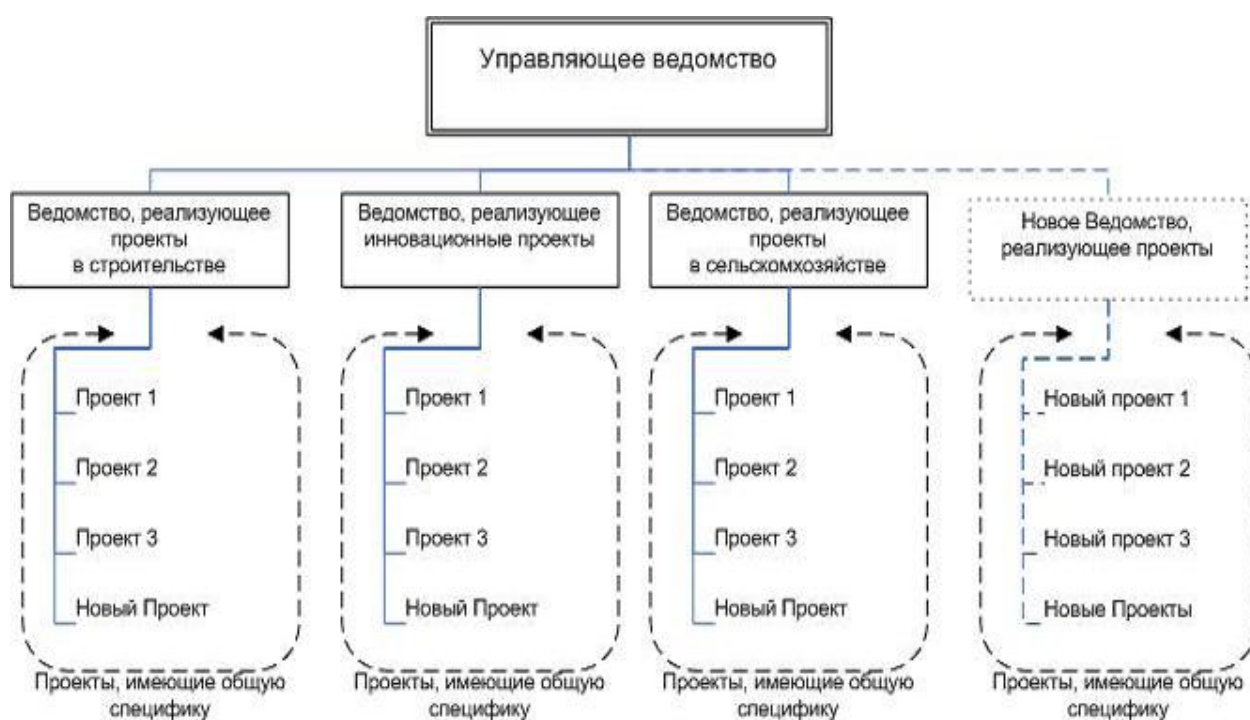 Управляющее ведомство
Ведомство, реализующее
проекты
в строительстве
Ведомство, реализующее
инновационные проекты
Ведомство, реализующее
проекты
в сельскомхозяйстве
Новое Ведомство,
реализующее проекты
Проект 1
Проект 2
Проект 3
Новый Проект
Проекты, имеющие общую
специфику
Проект 1
Проект 2
Проект 3
Новый Проект
Проекты, имеющие общую
специфику
Проект 1
Проект 2
Проект 3
Новый Проект
Проекты, имеющие общую
специфику
Новый проект 1
Новый проект 2
Новый проект 3
Новые Проекты
Проекты, имеющие общую
специфику